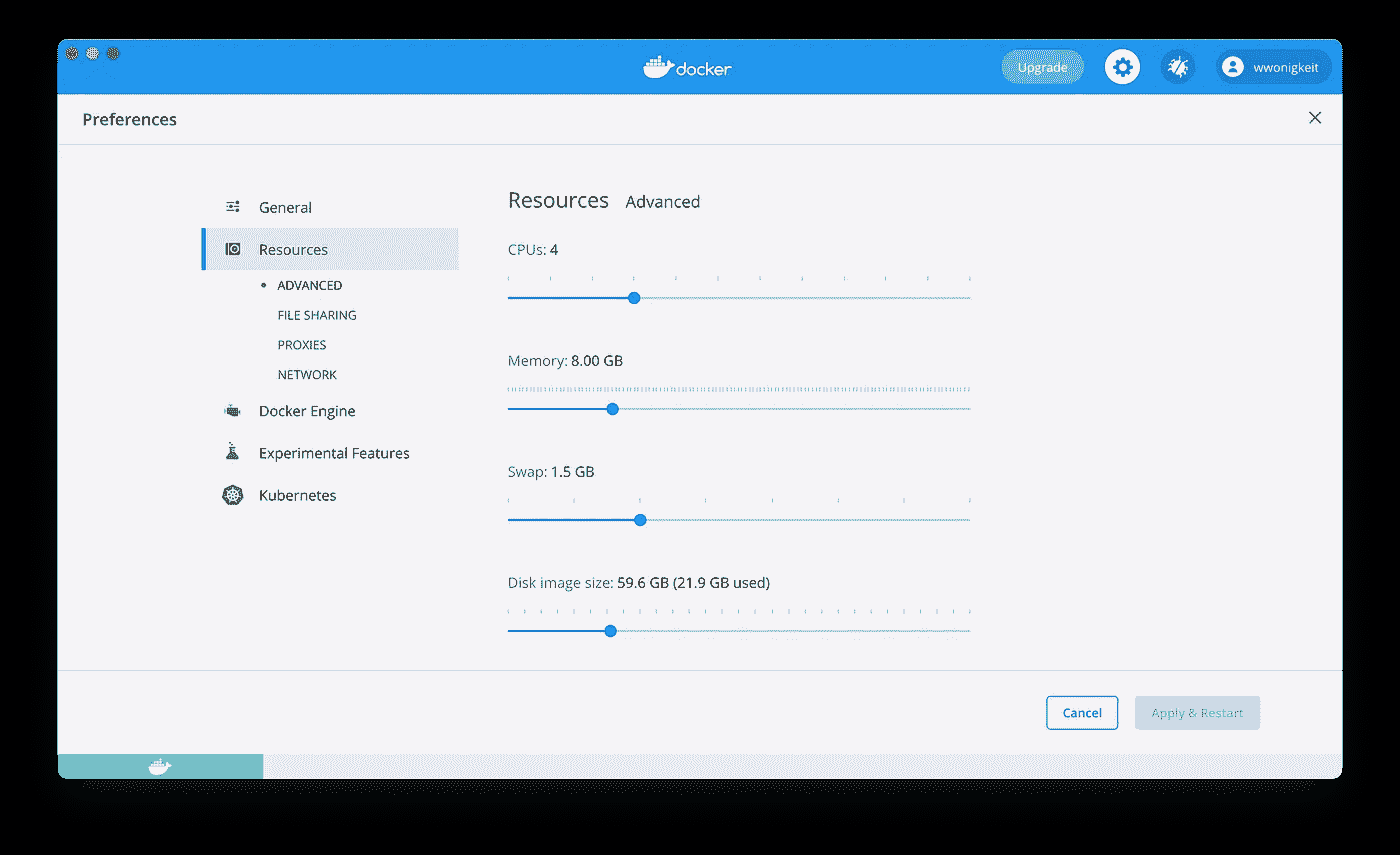 docker
Upgrade
wwonigkeit
Preferences
General
Resources
ADVANCED
FILE SHARING
PROXIES
NETWORK
Docker Engine
Experimental Features
Kubernetes
Resources Advanced
CPUs: 4
Memory: 8.00 GB
Swap: 1.5 GB
Disk image size: 59.6 GB (21.9 GB used)
Cancel
Apply & Restart